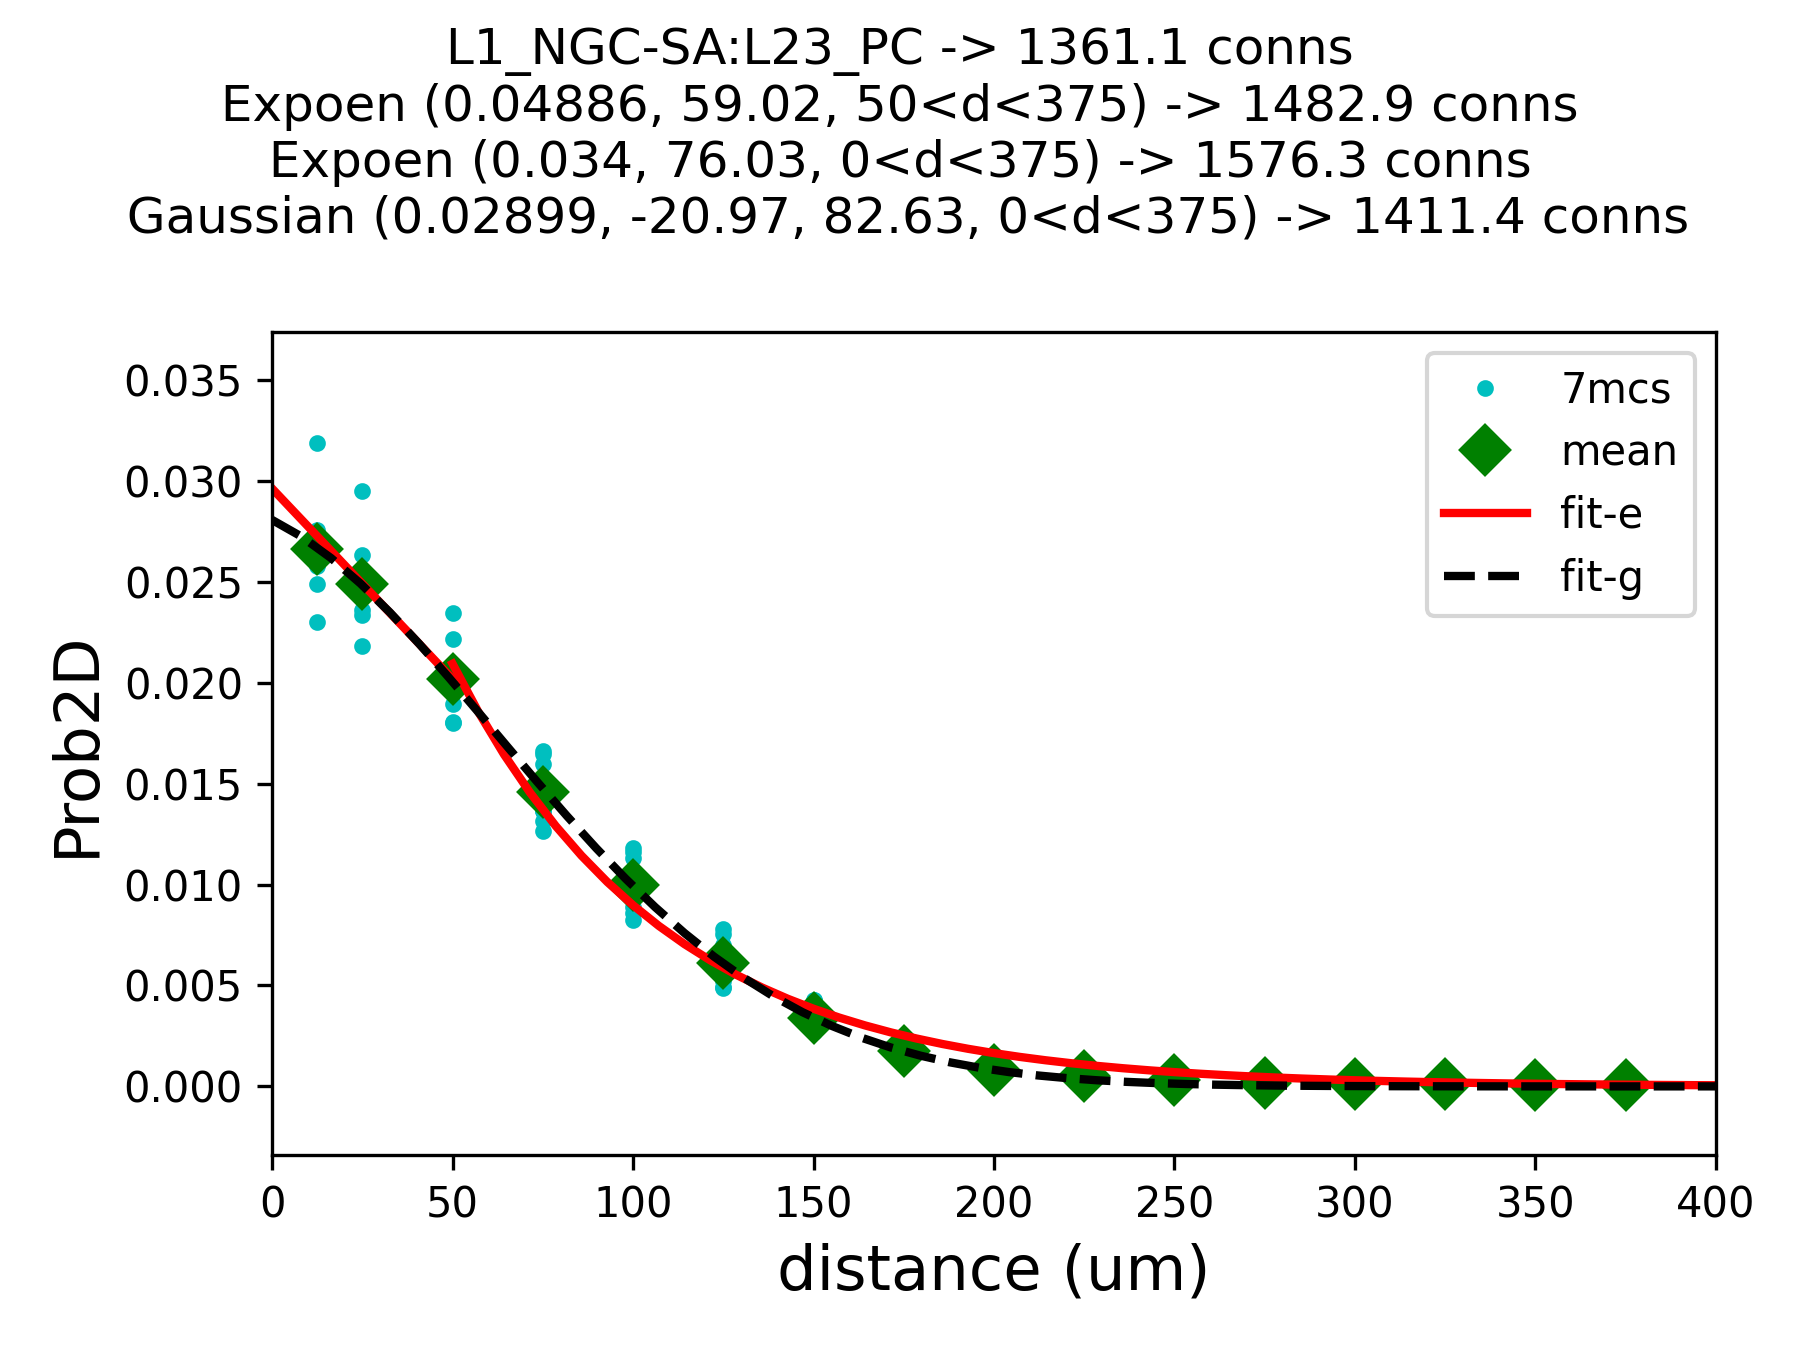 L1_NGC-SA:L23_PC -> 1361.1 conns
Expoen (0.04886, 59.02, 50<d<375) -> 1482.9 conns
Expoen (0.034, 76.03, 0<d<375) -> 1576.3 conns
Gaussian (0.02899, -20.97, 82.63, 0<d<375) -> 1411.4 conns
7mcs
mean
fit-e
fit-g
Prob2D
0.035
0.030
0.025
0.020
0.015
0.010
0.005
0.000
0 50 100 150 200 250 300 350 400
distance (um)